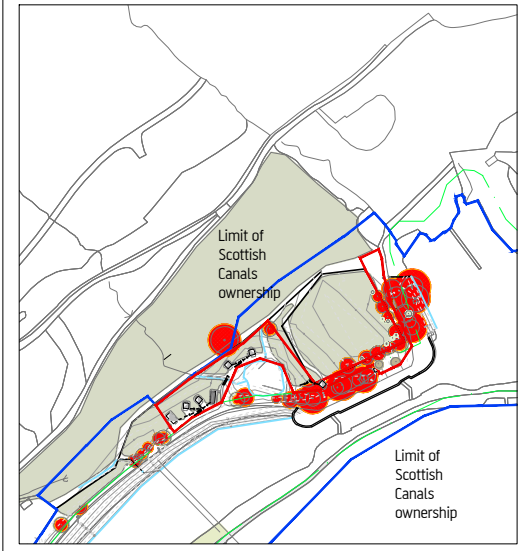 Limit of
Scottish
Canals
ownership
Limit of
Scottish
Canals
ownership